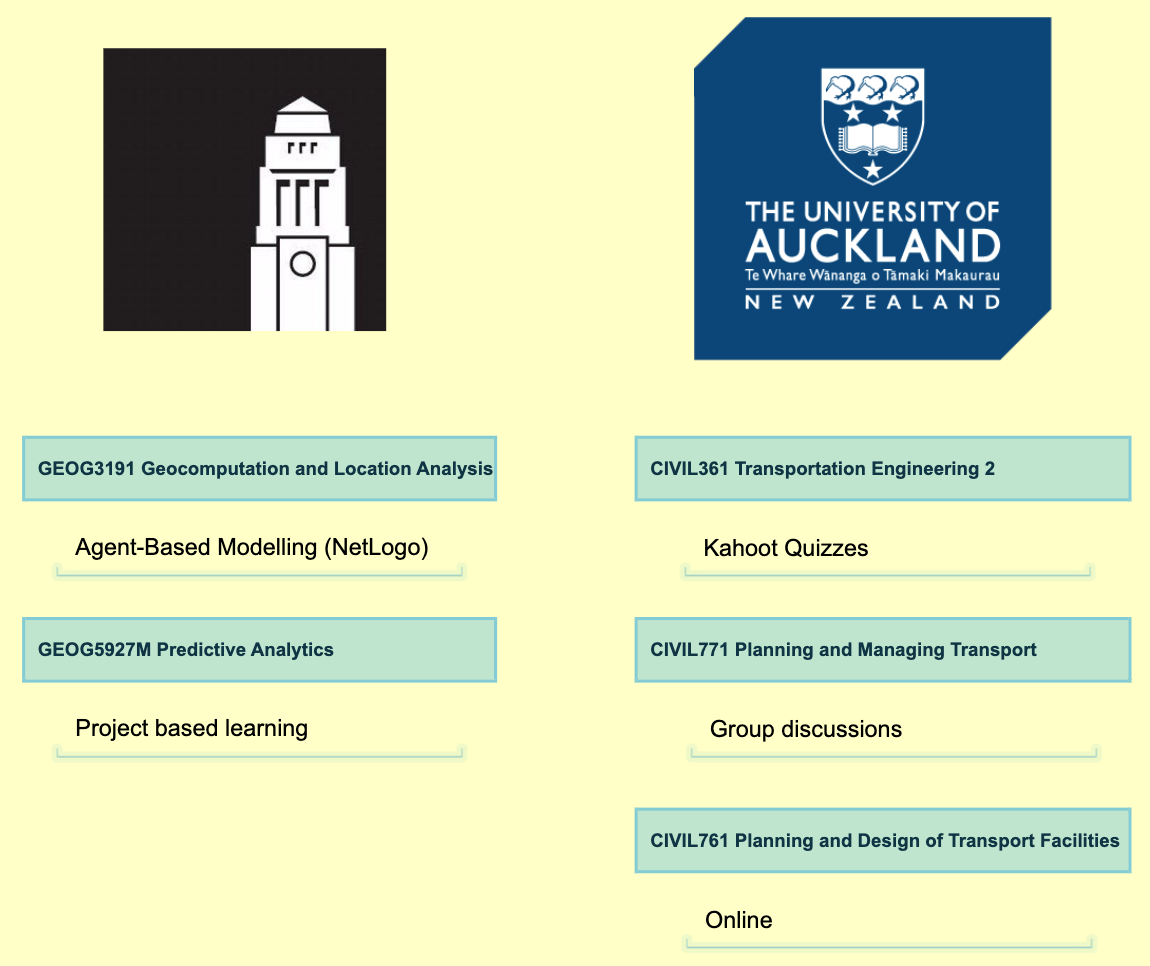 THE UNIVERSITY OF
AUCKLAND
Te Whare Wānanga o Tāmaki Makaurau
NEW ZEALAND
GEOG3191 Geocomputation and Location Analysis
Agent-Based Modelling (NetLogo)
GEOG5927M Predictive Analytics
Project based learning
CIVIL361 Transportation Engineering 2
Kahoot Quizzes
CIVIL771 Planning and Managing Transport
Group discussions
CIVIL761 Planning and Design of Transport Facilities
Online